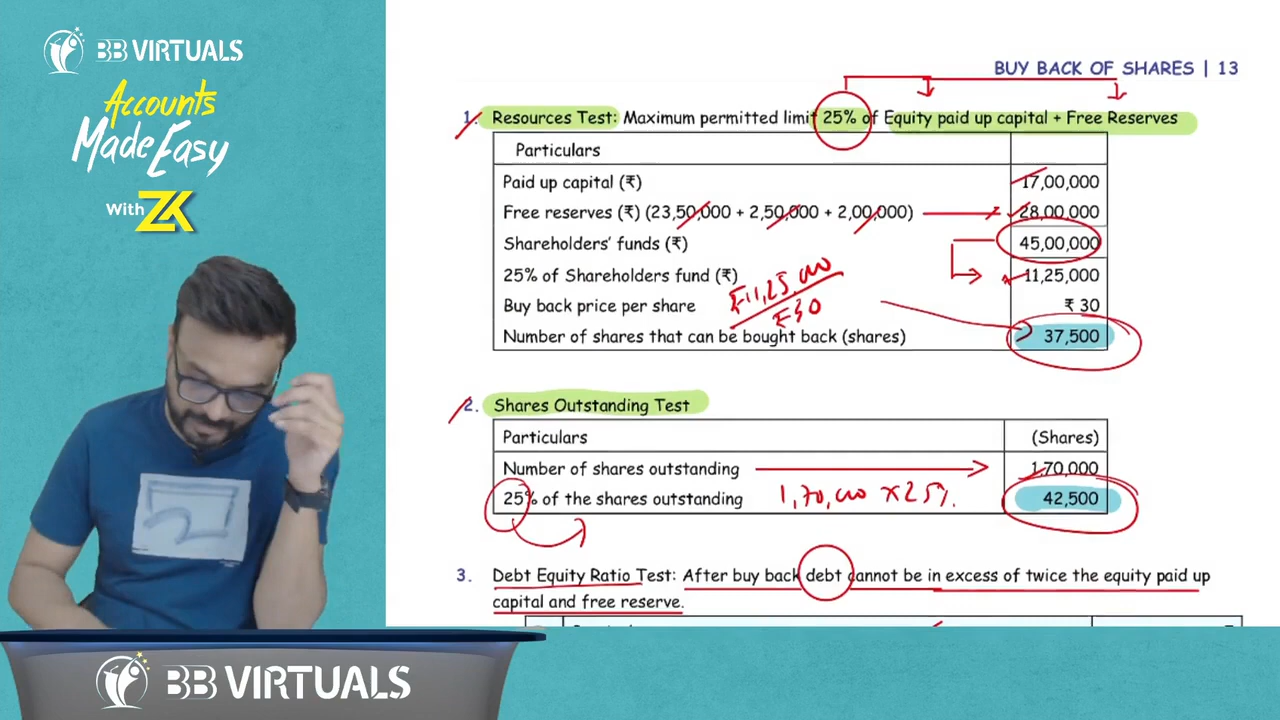 BB VIRTUALS
Accounts
Made Easy
With ZK
BUY BACK OF SHARES | 13
1. Resources Test: Maximum permitted limit 25% of Equity paid up capital + Free Reserves
Particulars
Paid up capital (₹) 17,00,000
Free reserves (₹) (23,50,000 + 2,50,000 + 2,00,000) 28,00,000
Shareholders' funds (₹) 45,00,000
25% of Shareholders fund (₹) 11,25,000
₹11,25,000
Buy back price per share ₹ 30
₹30
Number of shares that can be bought back (shares) 37,500
2. Shares Outstanding Test
Particulars (Shares)
Number of shares outstanding 1,70,000
25% of the shares outstanding 1,70,000 x 25% 42,500
3. Debt Equity Ratio Test: After buy back debt cannot be in excess of twice the equity paid up
capital and free reserve.
BB VIRTUALS